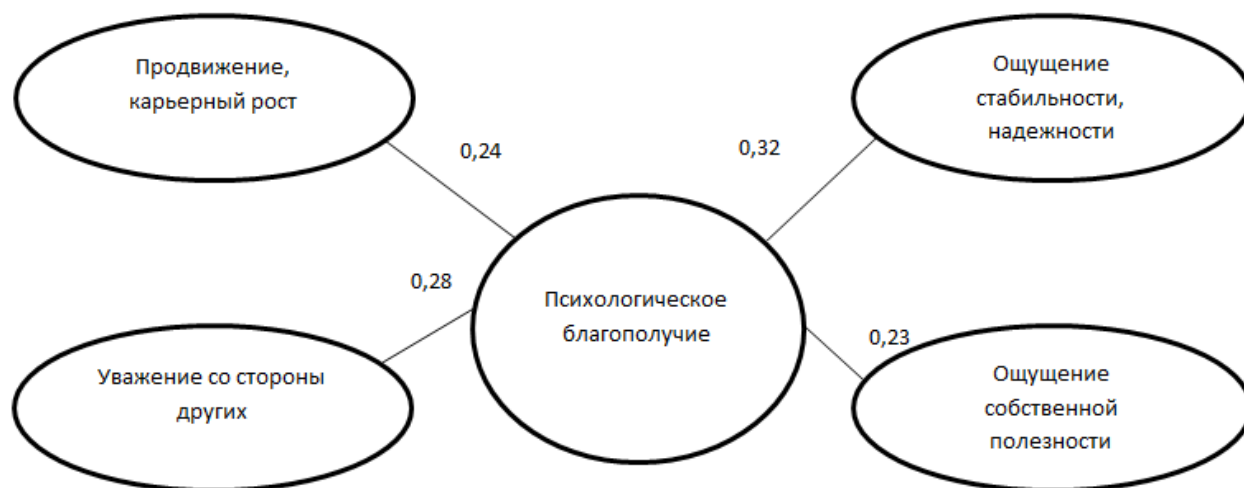 Продвижение,
карьерный рост
Ощущение
стабильности,
надежности
0,24
0,32
0,28
Психологическое
благополучие
0,23
Уважение со стороны
других
Ощущение
собственной
полезности